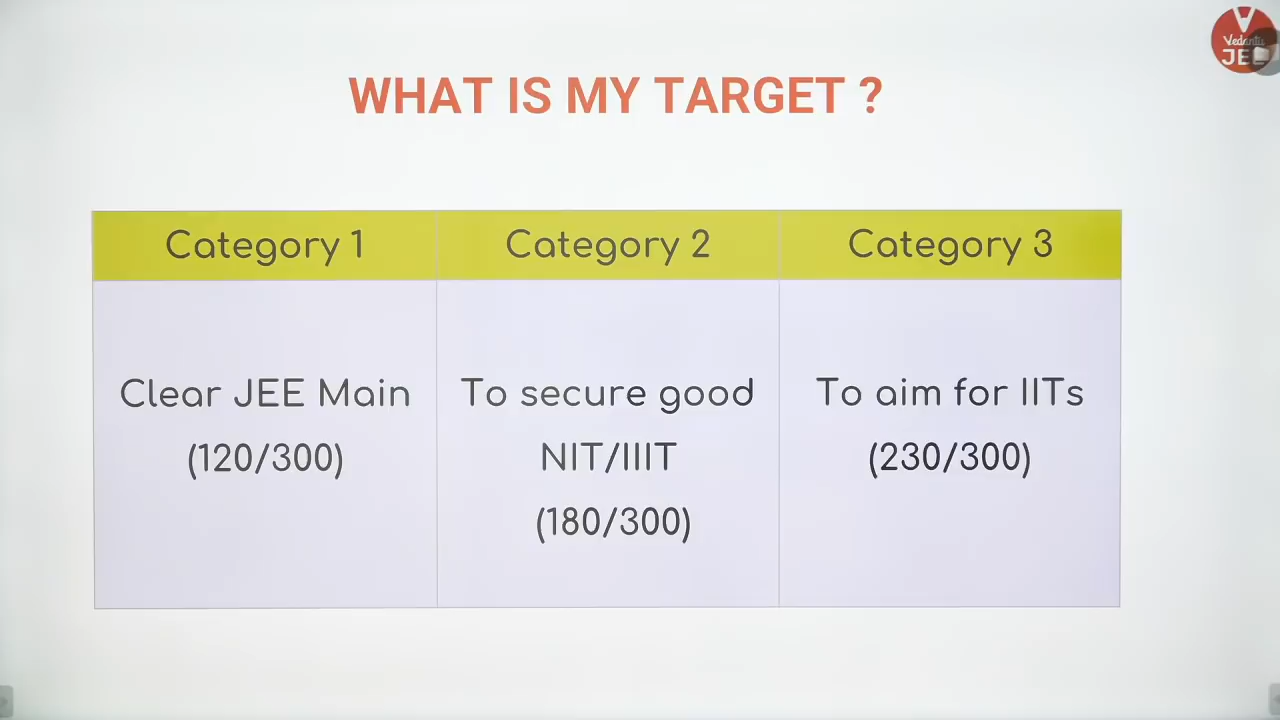 Vedantu
JEE
WHAT IS MY TARGET ?
Category 1
Category 2
Category 3
Clear JEE Main
(120/300)
To secure good
NIT/IIIT
(180/300)
To aim for IITs
(230/300)